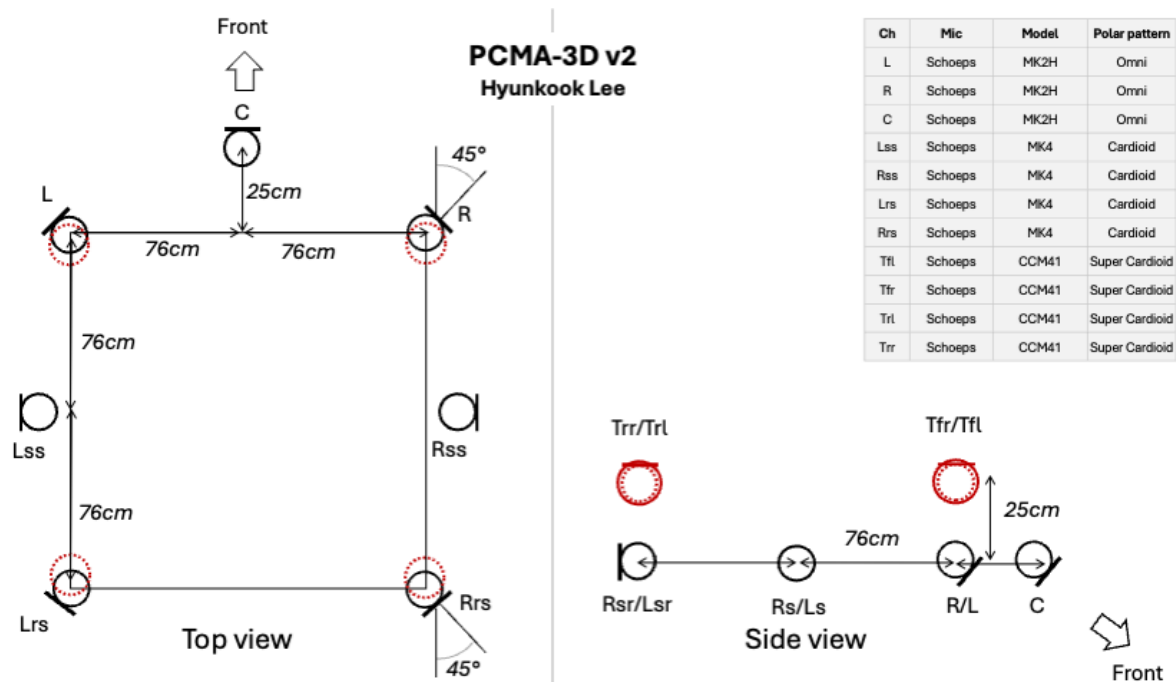 PCMA-3D v2
Hyunkook Lee
Front
C
45°
L
25cm
R
76cm
76cm
76cm
Lss
Rss
76cm
Lrs
Rrs
Top view
45°
Ch Mic Model Polar pattern
L Schoeps MK2H Omni
R Schoeps MK2H Omni
C Schoeps MK2H Omni
Lss Schoeps MK4 Cardioid
Rss Schoeps MK4 Cardioid
Lrs Schoeps MK4 Cardioid
Rrs Schoeps MK4 Cardioid
Tfl Schoeps CCM41 Super Cardioid
Tfr Schoeps CCM41 Super Cardioid
Trl Schoeps CCM41 Super Cardioid
Trr Schoeps CCM41 Super Cardioid
Trr/Trl
Tfr/Tfl
25cm
76cm
Rsr/Lsr
Rs/Ls
R/L
C
Side view
Front